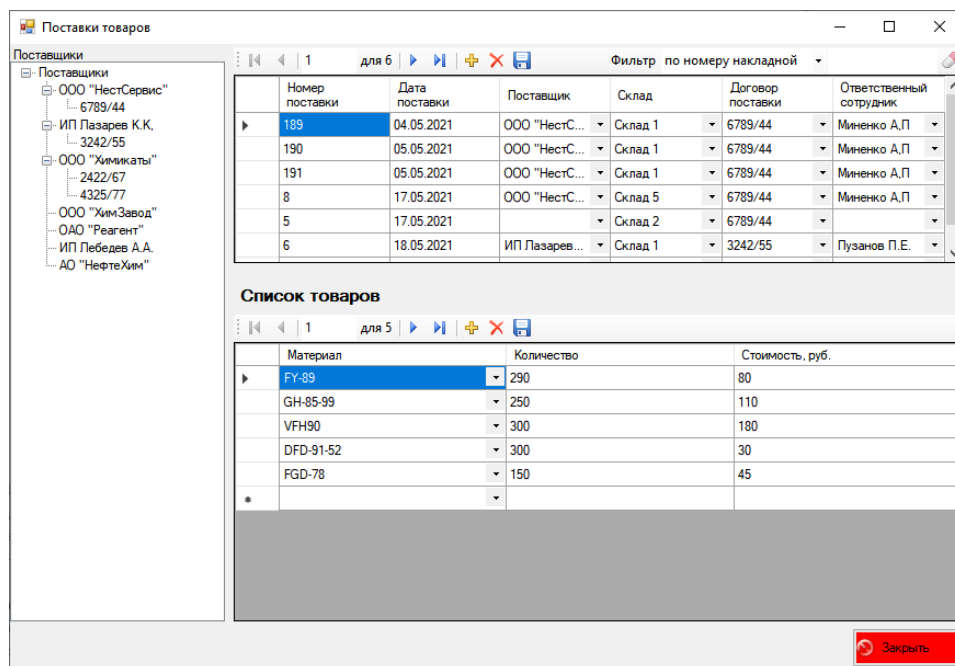 Поставки товаров
Поставщики
Поставщики
ООО "НестСервис"
6789/44
ИП Лазарев К.К,
3242/55
ООО "Химикаты"
2422/67
4325/77
ООО "ХимЗавод"
ОАО "Реагент"
ИП Лебедев А.А.
АО "НефтеХим"
1 для 6 Фильтр по номеру накладной
Номер поставки Дата поставки Поставщик Склад Договор поставки Ответственный сотрудник
189 04.05.2021 ООО "НестС... Склад 1 6789/44 Миненко А,П
190 05.05.2021 ООО "НестС... Склад 1 6789/44 Миненко А,П
191 05.05.2021 ООО "НестС... Склад 1 6789/44 Миненко А,П
8 17.05.2021 ООО "НестС... Склад 5 6789/44 Миненко А,П
5 17.05.2021 Склад 2 6789/44
6 18.05.2021 ИП Лазарев... Склад 1 3242/55 Пузанов П.Е.
Список товаров
1 для 5
Материал Количество Стоимость, руб.
FY-89 290 80
GH-85-99 250 110
VFH90 300 180
DFD-91-52 300 30
FGD-78 150 45
Закрыть